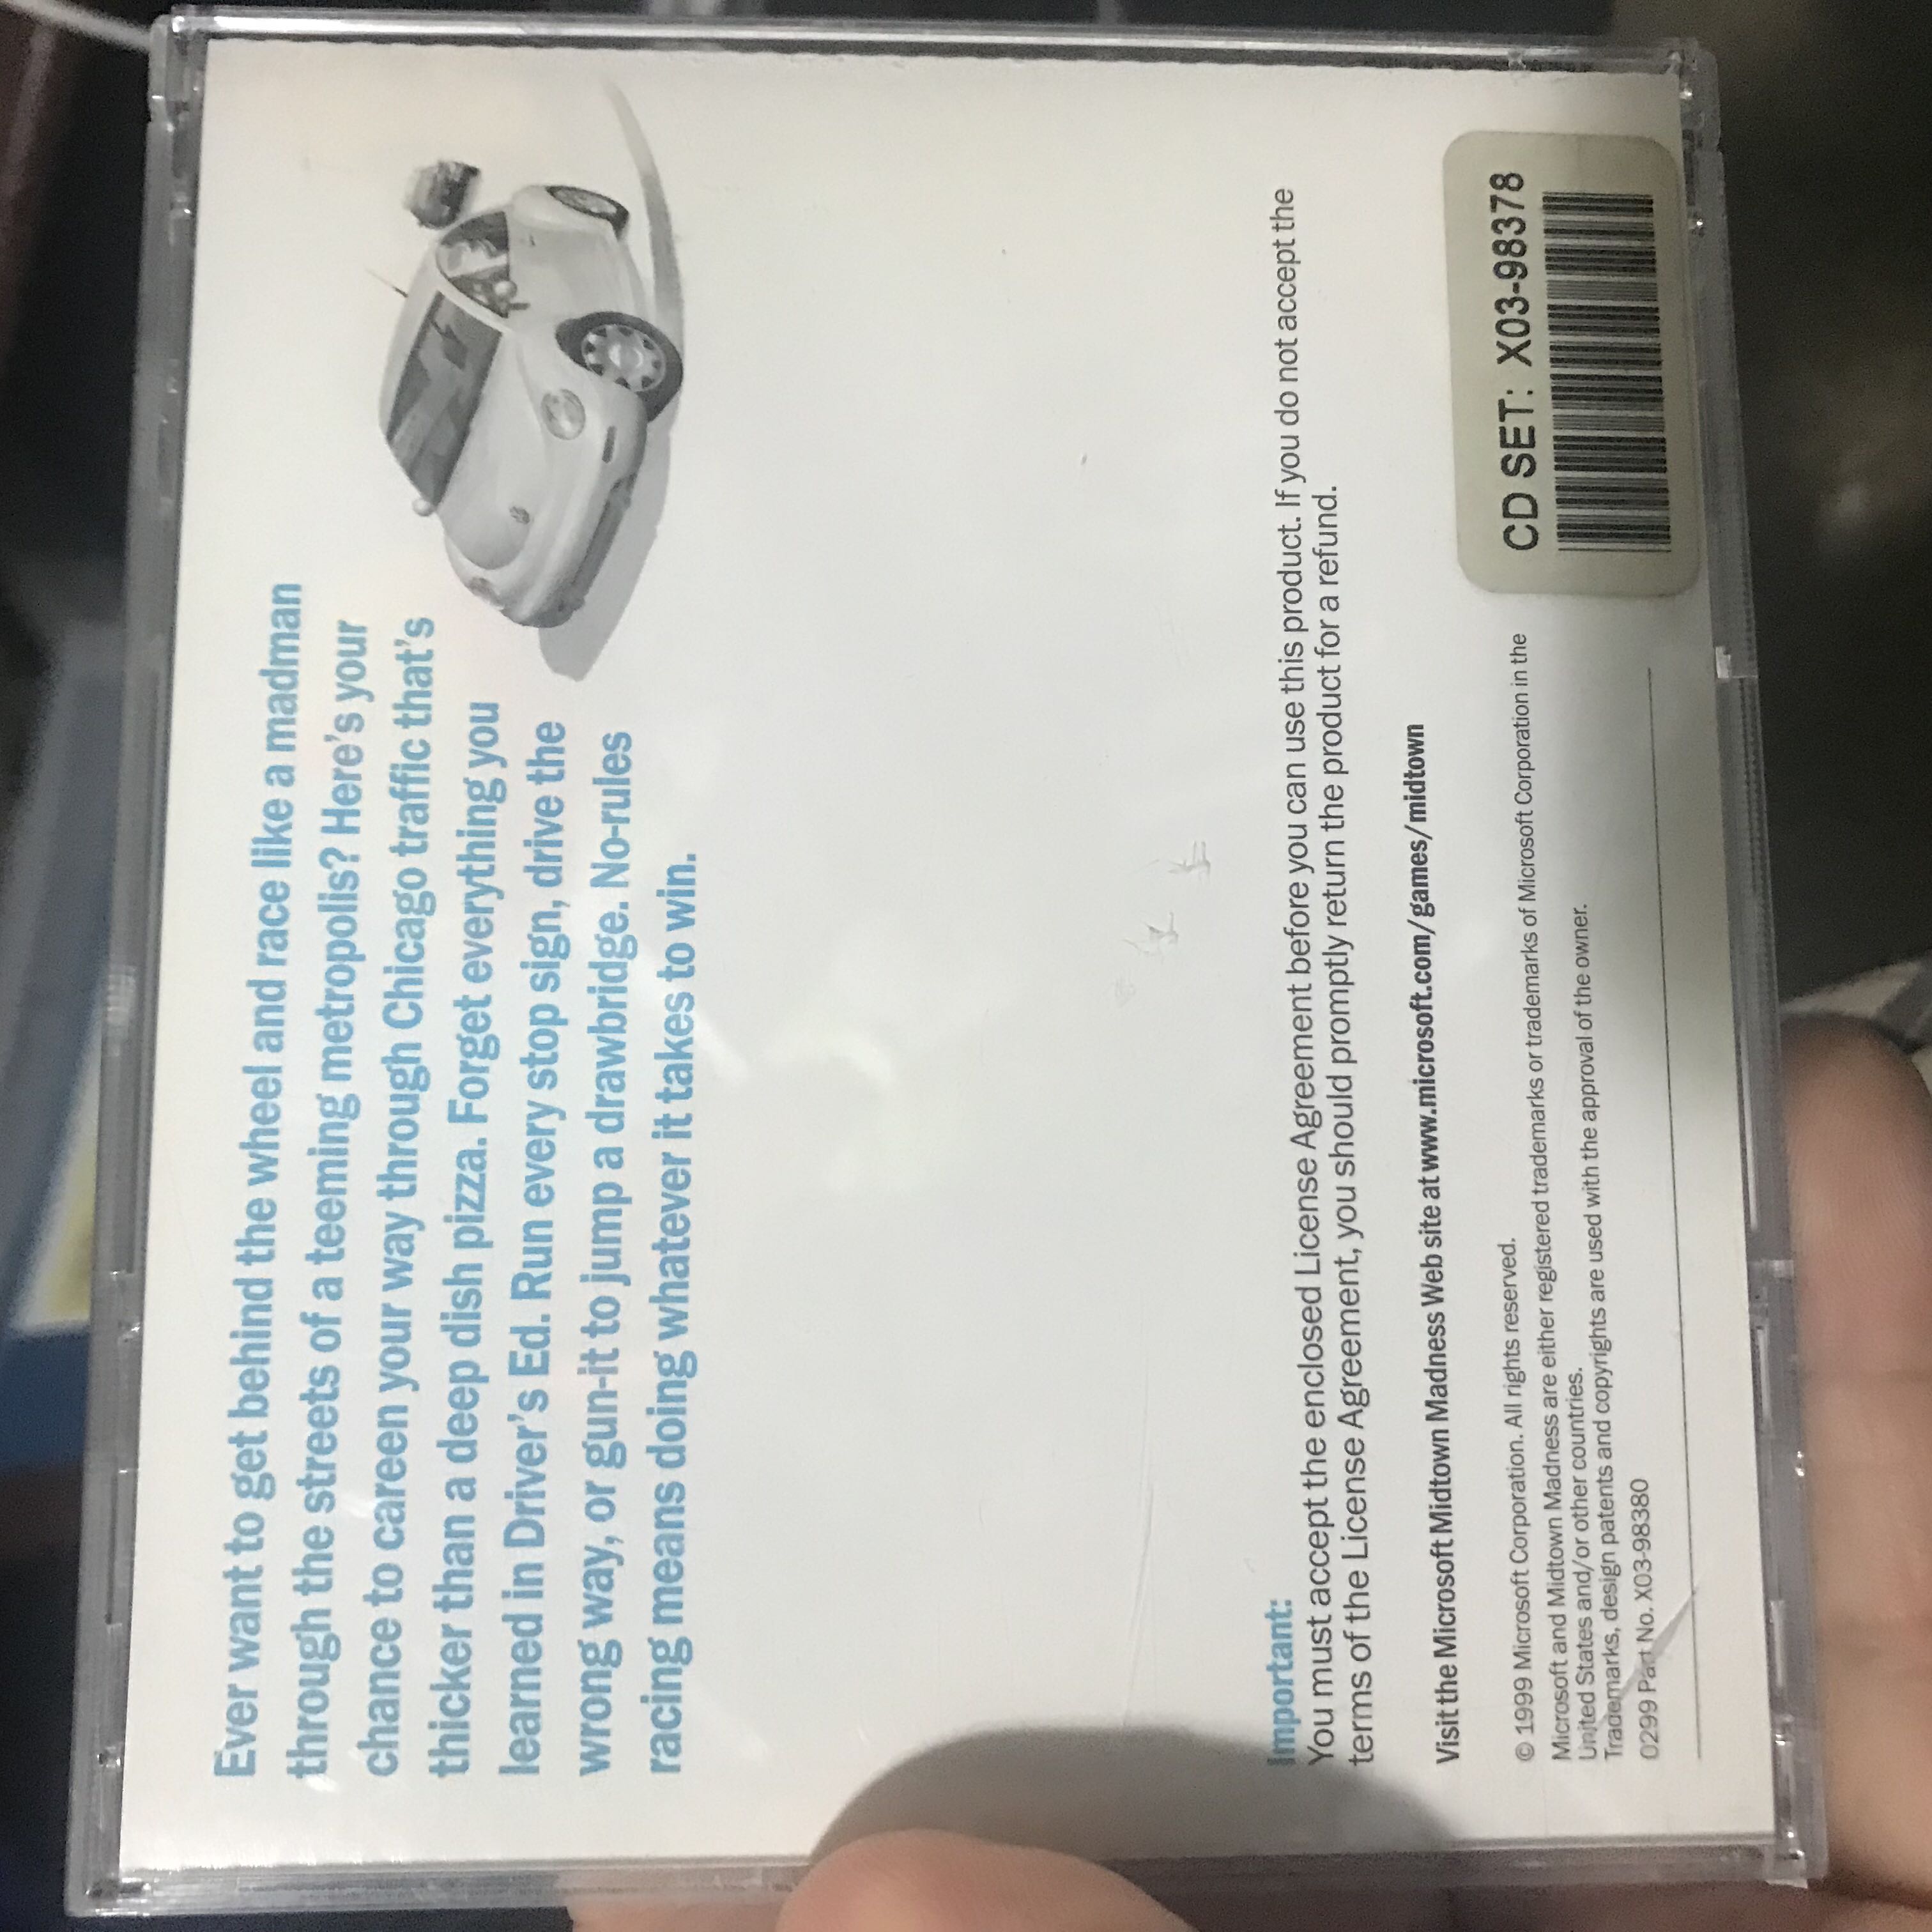 Ever want to get behind the wheel and race like a madman
through the streets of a teeming metropolis? Here's your
chance to careen your way through Chicago traffic that's
thicker than a deep dish pizza. Forget everything you
learned in Driver's Ed. Run every stop sign, drive the
wrong way, or gun-it to jump a drawbridge. No-rules
racing means doing whatever it takes to win.
Important:
You must accept the enclosed License Agreement before you can use this product. If you do not accept the
terms of the License Agreement, you should promptly return the product for a refund.
Visit the Microsoft Midtown Madness Web site at www.microsoft.com/games/midtown
© 1999 Microsoft Corporation. All rights reserved.
Microsoft and Midtown Madness are either registered trademarks or trademarks of Microsoft Corporation in the
United States and/or other countries.
Trademarks, design patents and copyrights are used with the approval of the owner.
0299 Part No. X03-98380
CD SET: X03-98378